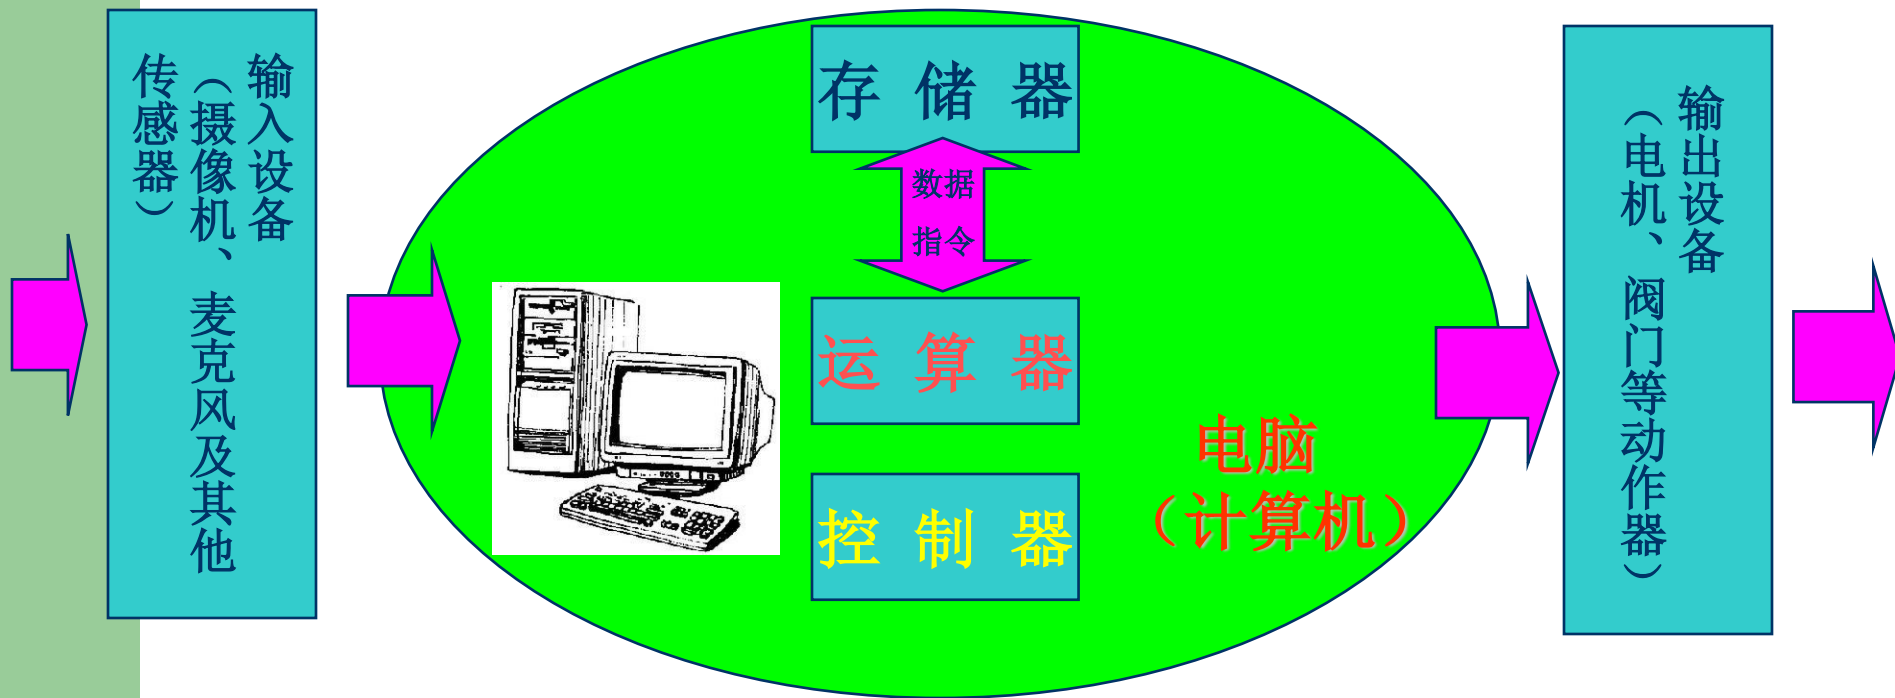 输入设备
（摄像机、麦克风及其他
传感器）
存储器
数据
指令
运算器
控制器
电脑
（计算机）
输出设备
（电机、阀门等动作器）